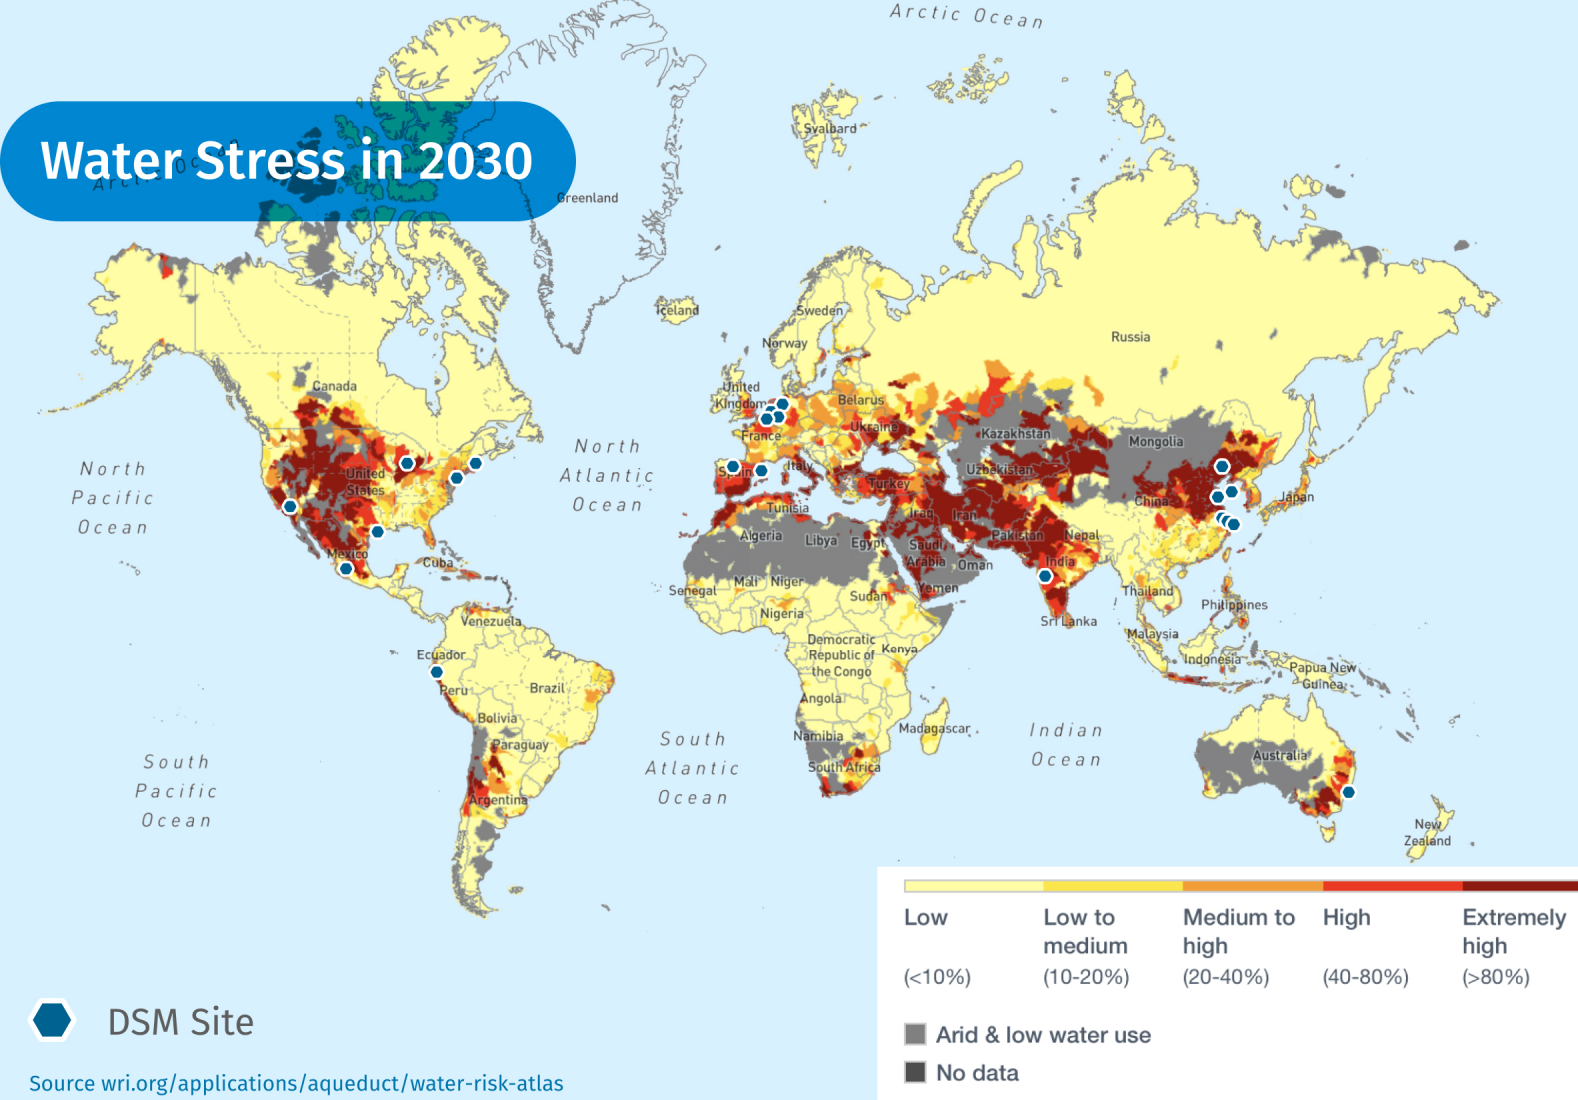 Arctic Ocean
Water Stress in 2030
Arctic Ocean
Svalbard
Greenland
Iceland
Sweden
Norway
Russia
United
Kingdom
Belarus
Canada
Ukraine
France
Kazakhstan
Mongolia
North
Pacific
Ocean
North
Atlantic
Ocean
United
States
Spain
Italy
Uzbekistan
Turkey
China
Japan
Tunisia
Iraq
Iran
Algeria
Libya
Egypt
Pakistan
Nepal
Saudi
Arabia
Oman
India
Mexico
Cuba
Senegal
Mali
Niger
Sudan
Yemen
Thailand
Philippines
Nigeria
Venezuela
Sri Lanka
Malaysia
Ecuador
Democratic
Republic of
the Congo
Kenya
Indonesia
Papua New
Guinea
Peru
Brazil
Angola
Bolivia
Madagascar
Namibia
Paraguay
South
Atlantic
Ocean
Indian
Ocean
Australia
South
Pacific
Ocean
South Africa
Argentina
New
Zealand
Low
Low to
medium
Medium to
high
High
Extremely
high
(<10%)
(10-20%)
(20-40%)
(40-80%)
(>80%)
Arid & low water use
No data
DSM Site
Source wri.org/applications/aqueduct/water-risk-atlas